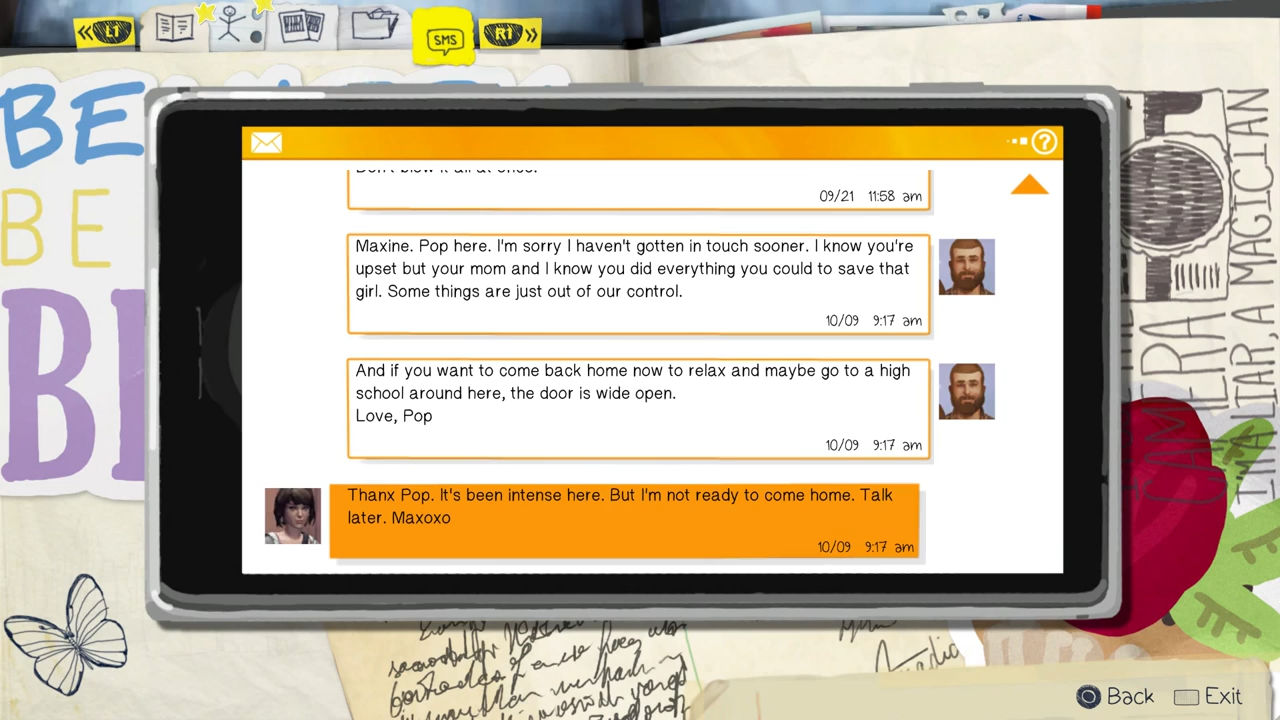 L1
SMS
R1
BE
BE
09/21 11:58 am
Maxine. Pop here. I'm sorry I haven't gotten in touch sooner. I know you're
upset but your mom and I know you did everything you could to save that
girl. Some things are just out of our control.
10/09 9:17 am
And if you want to come back home now to relax and maybe go to a high
school around here, the door is wide open.
Love, Pop
10/09 9:17 am
Thanx Pop. It's been intense here. But I'm not ready to come home. Talk
later. Maxoxo
10/09 9:17 am
?
CAMERA
LIAR, A MAGICIAN
Back
Exit